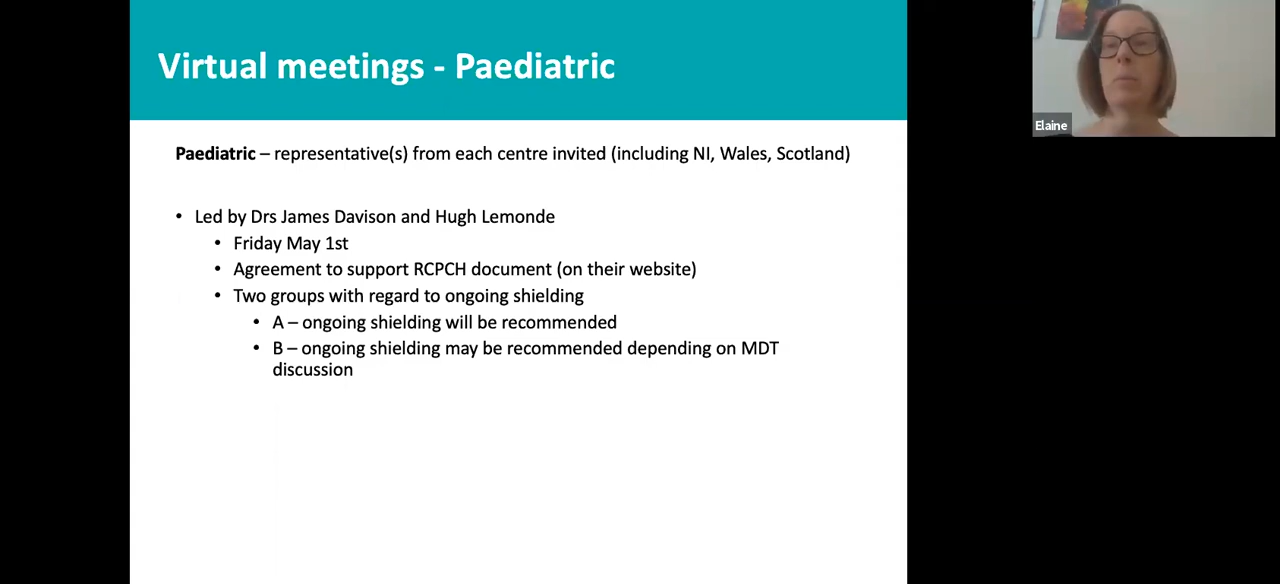 Virtual meetings - Paediatric
Elaine
Paediatric – representative(s) from each centre invited (including NI, Wales, Scotland)
• Led by Drs James Davison and Hugh Lemonde
• Friday May 1st
• Agreement to support RCPCH document (on their website)
• Two groups with regard to ongoing shielding
• A – ongoing shielding will be recommended
• B – ongoing shielding may be recommended depending on MDT
discussion